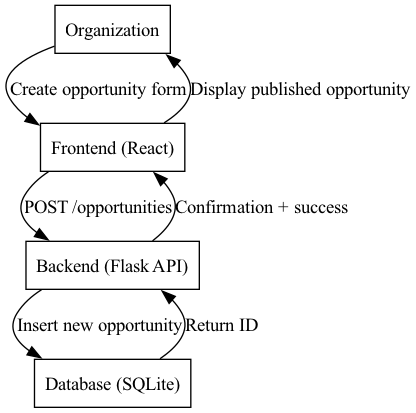 Organization
Create opportunity form
Display published opportunity
Frontend (React)
POST /opportunities
Confirmation + success
Backend (Flask API)
Insert new opportunity
Return ID
Database (SQLite)